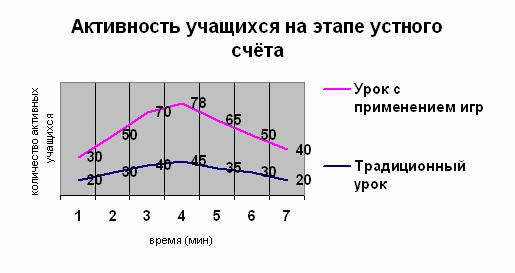 Активность учащихся на этапе устного
счёта
количество активных
учащихся
30 50 70 78 65 50 40
20 30 40 45 35 30 20
1 2 3 4 5 6 7
время (мин)
Урок с
применением игр
Традиционный
урок